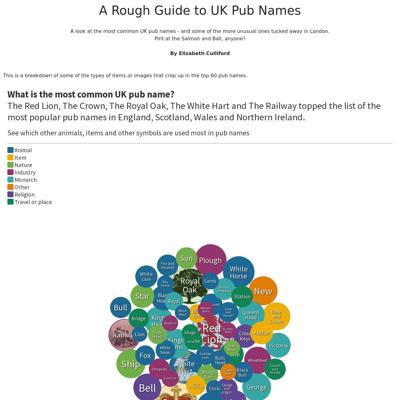 A Rough Guide to UK Pub Names
A look at the most common UK pub names - and some of the more unusual ones tucked away in London.
Pint at the Salmon and Ball, anyone?
By Elizabeth Culliford
This is a breakdown of some of the types of items or images that crop up in the top 60 pub names.
What is the most common UK pub name?
The Red Lion, The Crown, The Royal Oak, The White Hart and The Railway topped the list of the
most popular pub names in England, Scotland, Wales and Northern Ireland.
See which other animals, items and other symbols are used most in pub names
Animal
Item
Nature
Industry
Monarch
Other
Religion
Travel or place
Sun
Plough
White
Horse
White
Lion
Royal
Oak
Lamb
Star
Station
New
Bull
Bridge
Queens
Red
Lion
Lion
Victoria
Fox
Ship
Wheatsheaf
Black
Bull
Bell
Cock
George